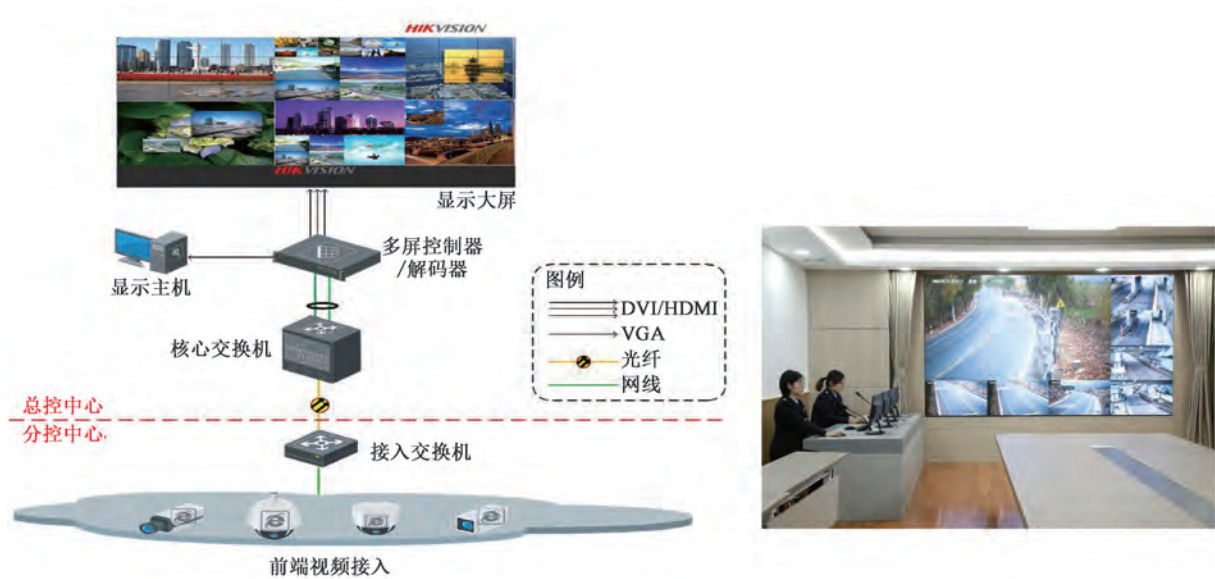 HIKVISION
HIKVISION
显示大屏
多屏控制器
/解码器
显示主机
核心交换机
总控中心
分控中心
接入交换机
前端视频接入
图例
DVI/HDMI
VGA
光纤
网线